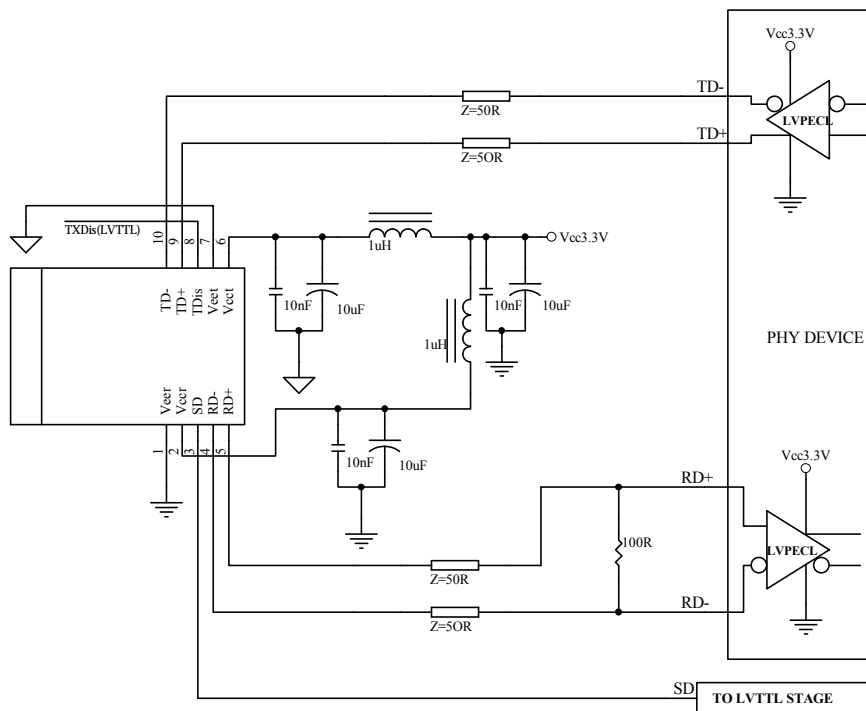 Vcc3.3V
TD-
LVPECL
Z=50R
TD+
Z=5OR
TXDis(LVTTL)
10
9
8
7
6
1uH
Vcc3.3V
TD-
TD+
TDis
Veet
Vcct
10nF
10uF
10nF
10uF
1uH
PHY DEVICE
Veer
Vccr
SD
RD-
RD+
1
2
3
4
5
10nF
10uF
Vcc3.3V
RD+
100R
LVPECL
Z=50R
RD-
Z=5OR
SD
TO LVTTL STAGE